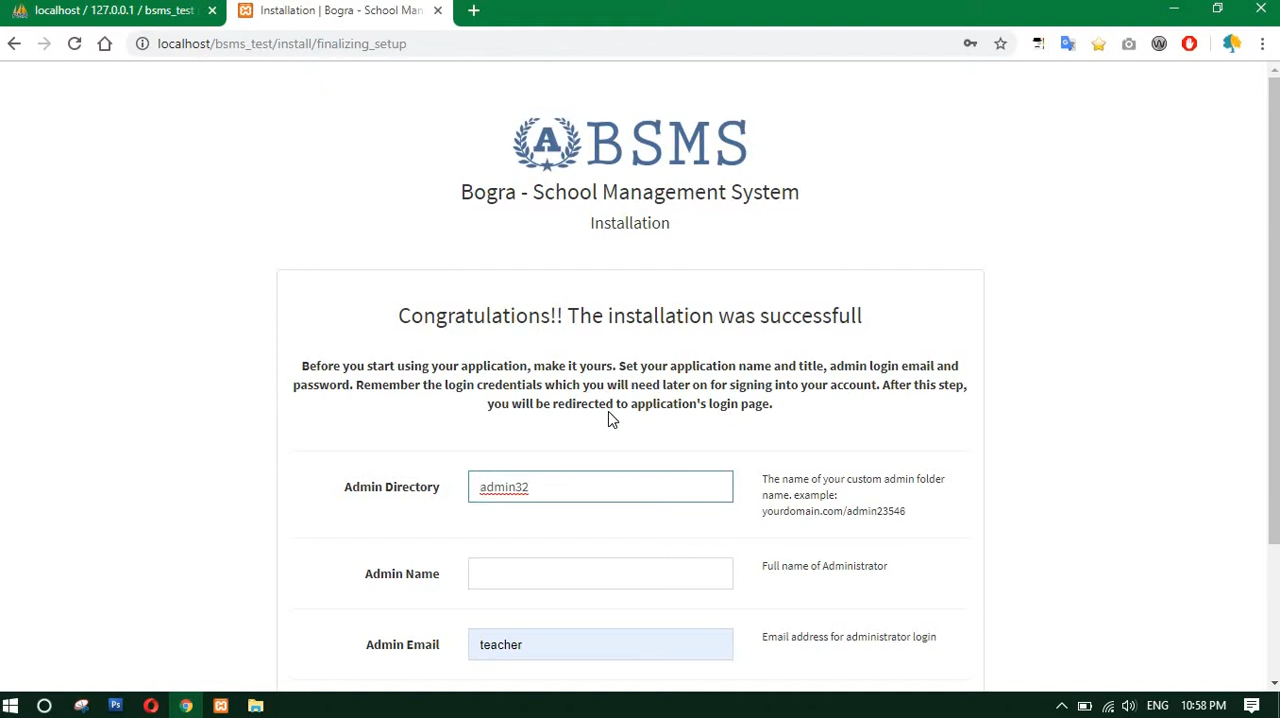 localhost / 127.0.0.1 / bsms_test
Installation | Bogra - School Man
localhost/bsms_test/install/finalizing_setup
A BSMS
Bogra - School Management System
Installation
Congratulations!! The installation was successfull
Before you start using your application, make it yours. Set your application name and title, admin login email and
password. Remember the login credentials which you will need later on for signing into your account. After this step,
you will be redirected to application's login page.
Admin Directory
admin32
The name of your custom admin folder
name. example:
yourdomain.com/admin23546
Admin Name
Full name of Administrator
Admin Email
teacher
Email address for administrator login
ENG
10:58 PM